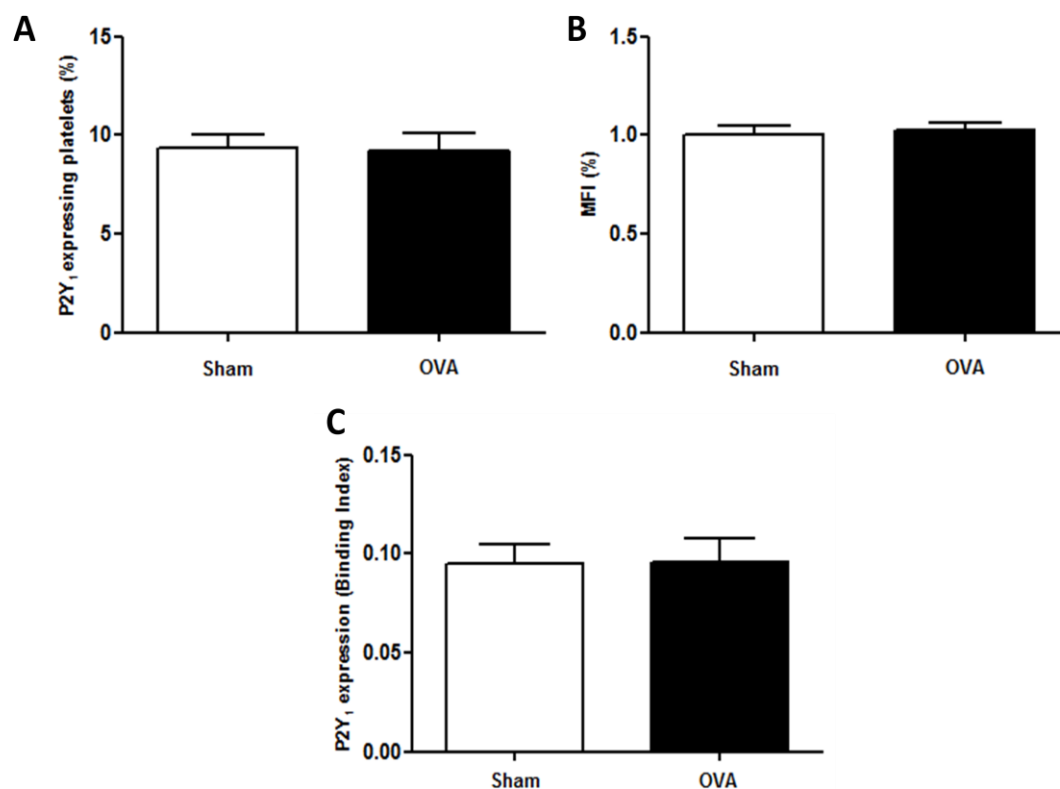 A
P2Y₁ expressing platelets (%)
15
10
5
0
Sham OVA
B
MFI (%)
1.5
1.0
0.5
0.0
Sham OVA
C
P2Y₁ expression (Binding Index)
0.15
0.10
0.05
0.00
Sham OVA